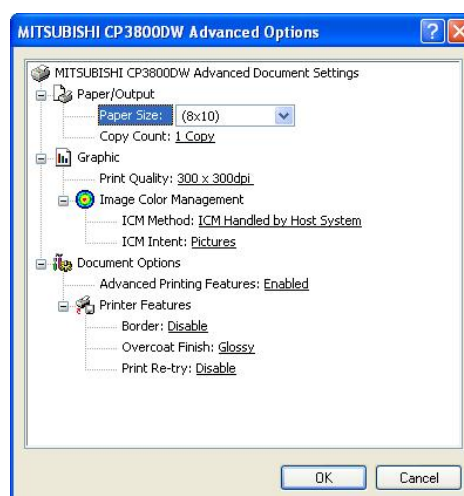 MITSUBISHI CP3800DW Advanced Options
MITSUBISHI CP3800DW Advanced Document Settings
Paper/Output
Paper Size: (8x10)
Copy Count: 1 Copy
Graphic
Print Quality: 300 x 300dpi
Image Color Management
ICM Method: ICM Handled by Host System
ICM Intent: Pictures
Document Options
Advanced Printing Features: Enabled
Printer Features
Border: Disable
Overcoat Finish: Glossy
Print Re-try: Disable
OK Cancel